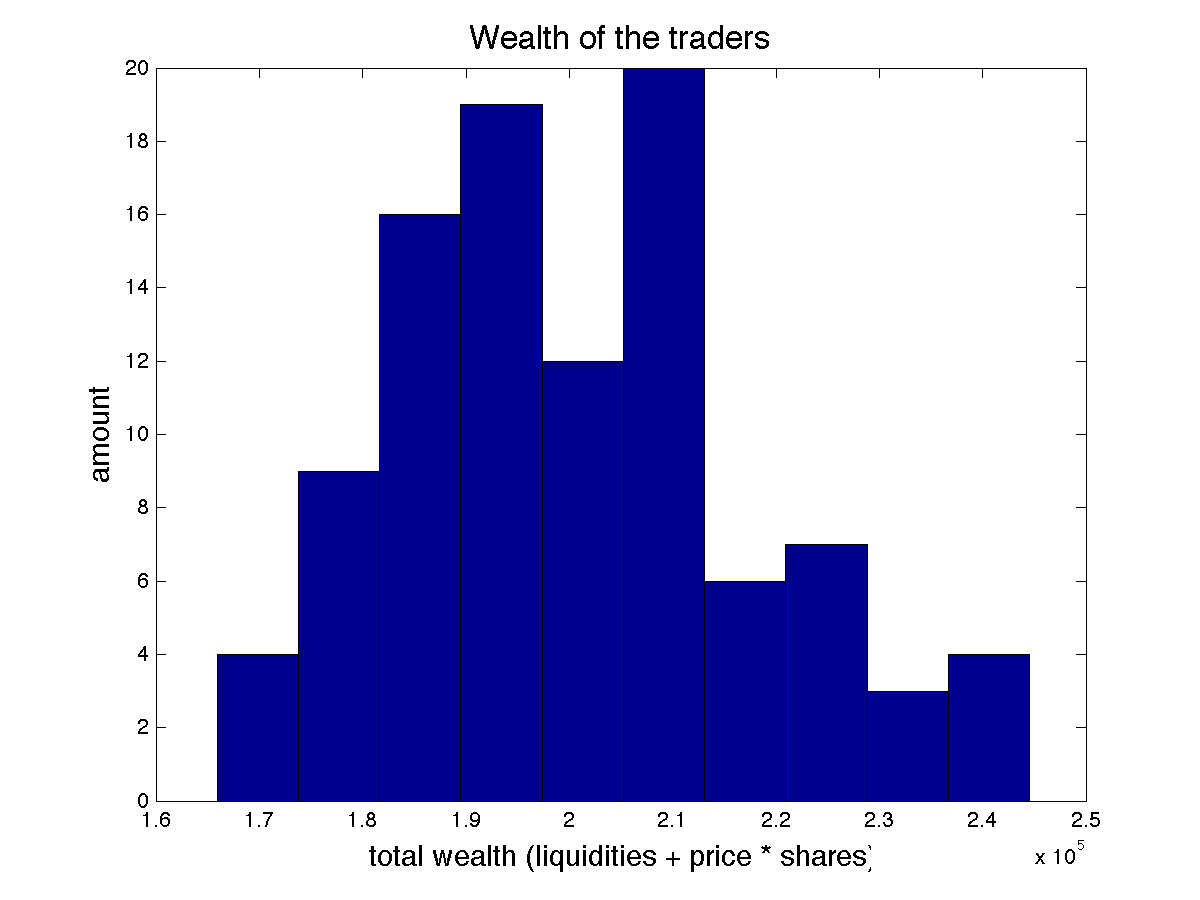 Wealth of the traders
20
18
16
14
12
10
8
6
4
2
0
amount
1.6 1.7 1.8 1.9 2 2.1 2.2 2.3 2.4 2.5
x 10⁵
total wealth (liquidities + price * shares)